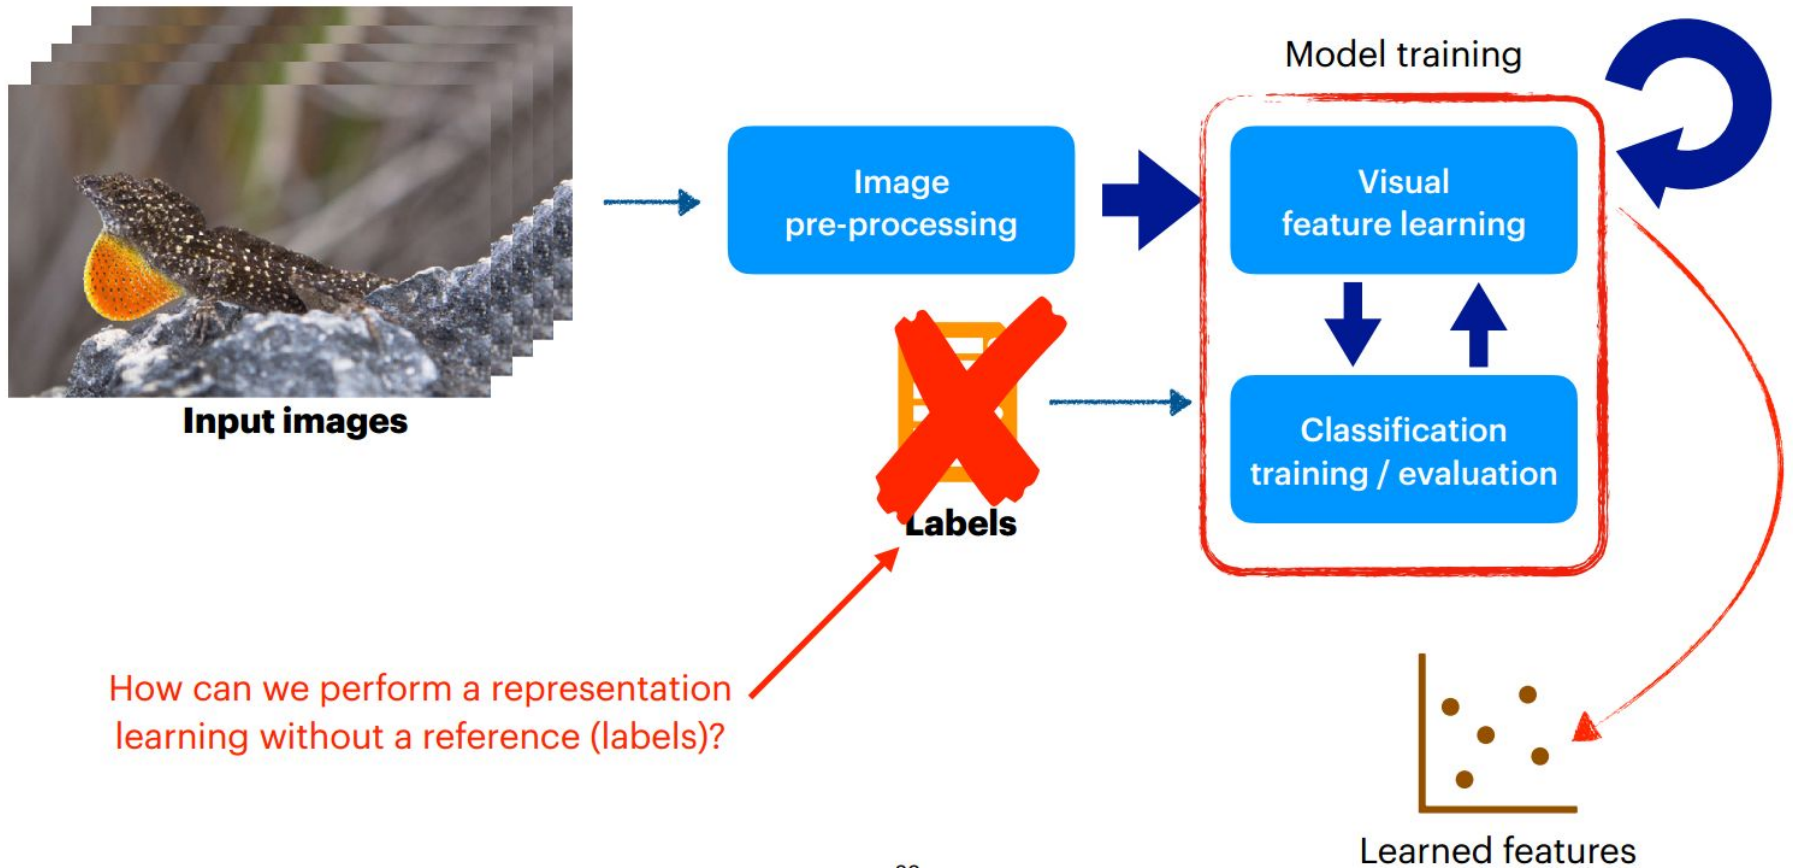 Model training
Image
pre-processing
Visual
feature learning
Classification
training / evaluation
Input images
Labels
How can we perform a representation
learning without a reference (labels)?
Learned features